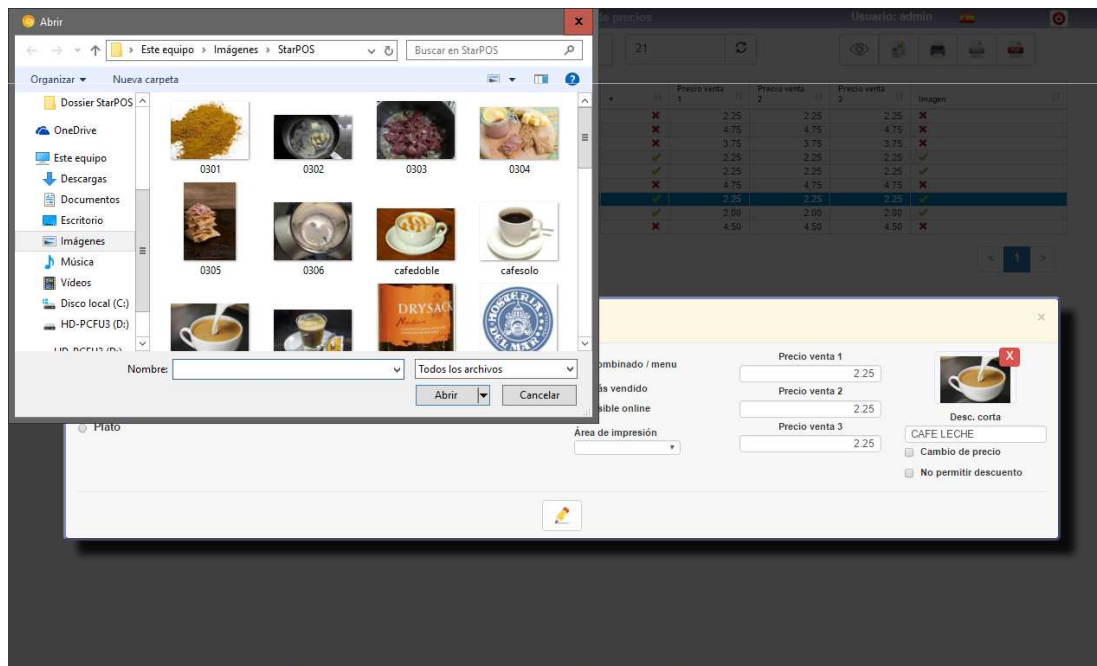 Abrir
de precios
Usuario: admin
Este equipo > Imágenes > StarPOS
Buscar en StarPOS
21
Organizar
Nueva carpeta
Dossier StarPOS
OneDrive
Este equipo
Descargas
Documentos
Escritorio
Imágenes
Música
Vídeos
Disco local (C:)
HD-PCFU3 (D:)
HD-PCFU3 (D:)
0301
0302
0303
0304
0305
0306
cafedoble
cafesolo
DRYSACK
HOSTERIA
DEL MAR
Nombre:
Todos los archivos
Abrir
Cancelar
Precio venta 1
Precio venta 2
Precio venta 3
Imagen
2.25 2.25 2.25
4.75 4.75 4.75
3.75 3.75 3.75
2.25 2.25 2.25
2.25 2.25 2.25
4.75 4.75 4.75
2.25 2.25 2.25
2.00 2.00 2.00
4.50 4.50 4.50
« 1 »
×
ombinado / menu
ás vendido
sible online
Área de impresión
Plato
Precio venta 1
2.25
Precio venta 2
2.25
Precio venta 3
2.25
X
Desc. corta
CAFE LECHE
Cambio de precio
No permitir descuento